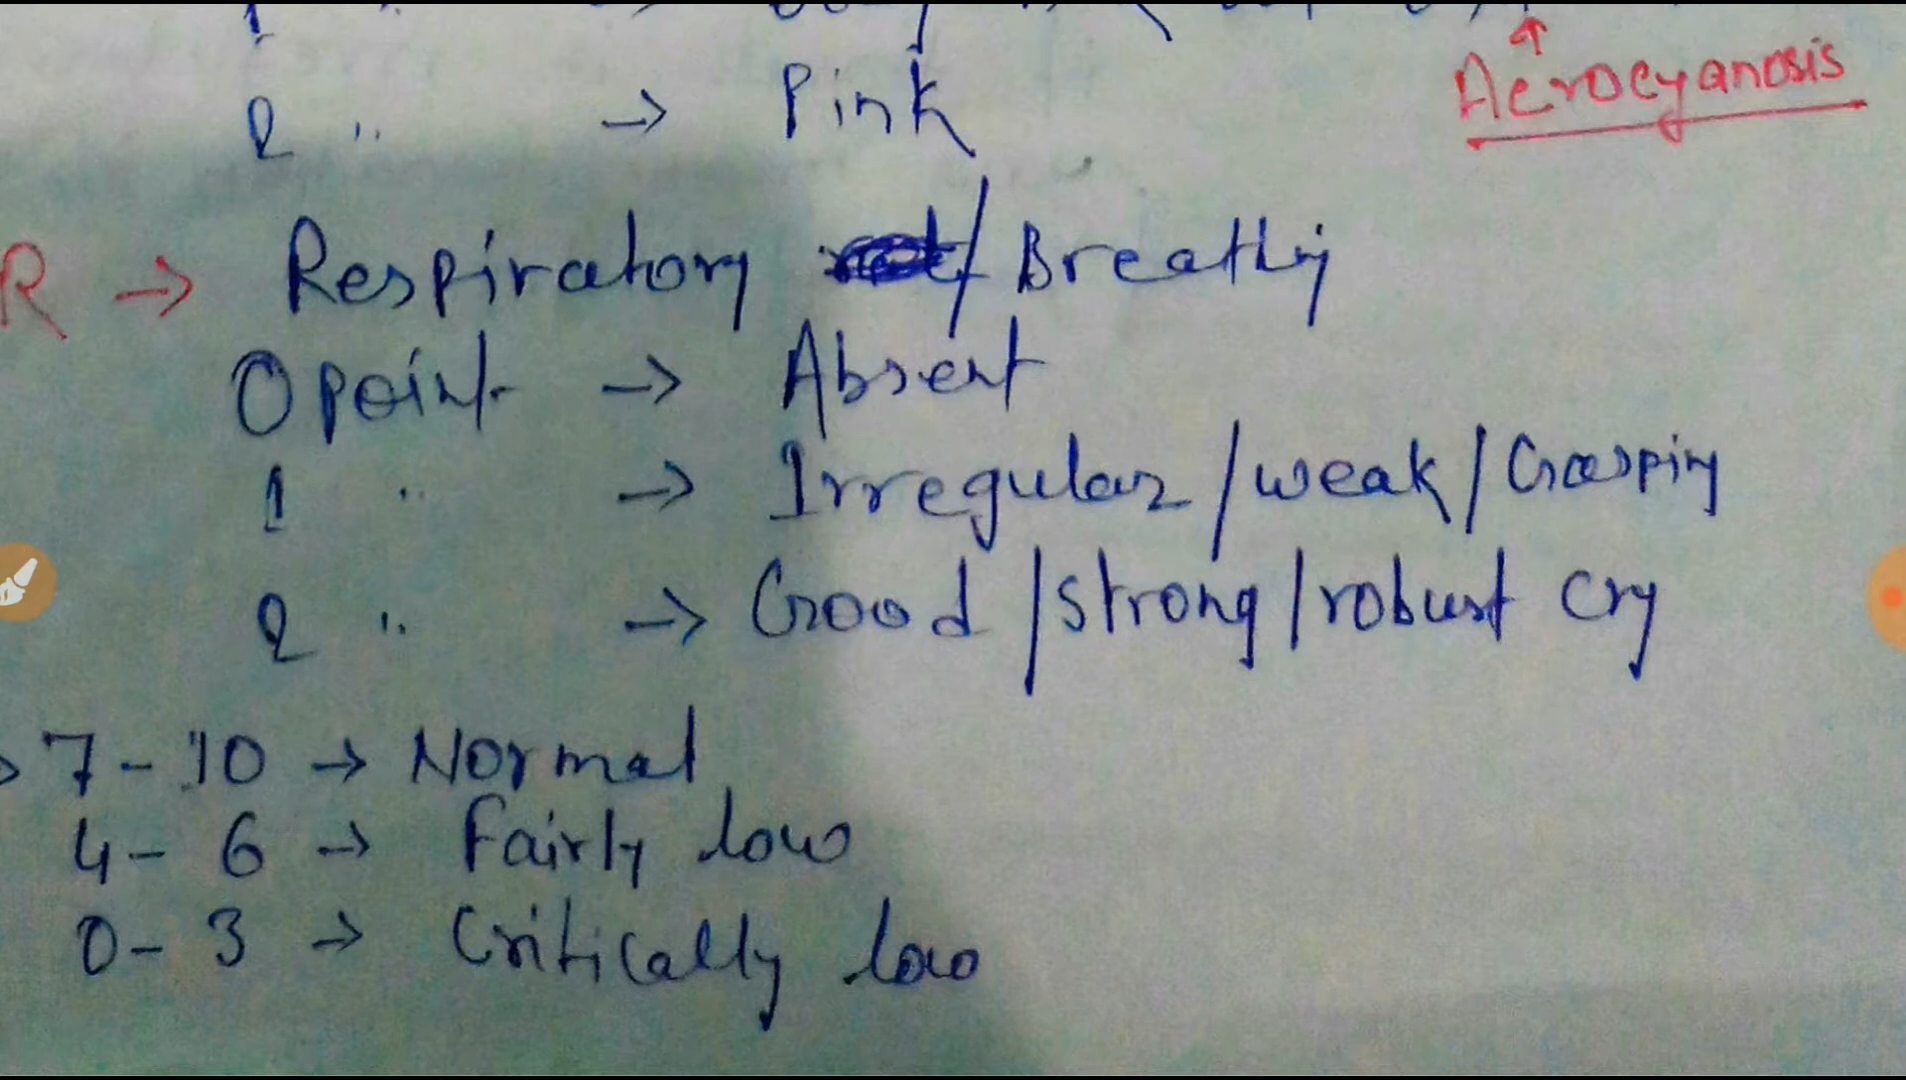 Acrocyanosis
2 " → Pink
R → Respiratory / Breathing
0 point → Absent
1 " → Irregular / weak / Gasping
2 " → Good / strong / robust cry
7 - 10 → Normal
4 - 6 → Fairly low
0 - 3 → Critically low